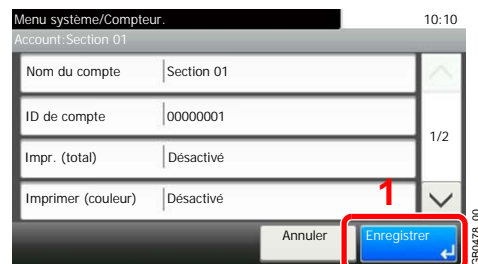 Menu système/Compteur. 10:10
Account:Section 01
Nom du compte Section 01
ID de compte 00000001
1/2
Impr. (total) Désactivé
Imprimer (couleur) Désactivé
1
Annuler Enregistrer
GB0478_00